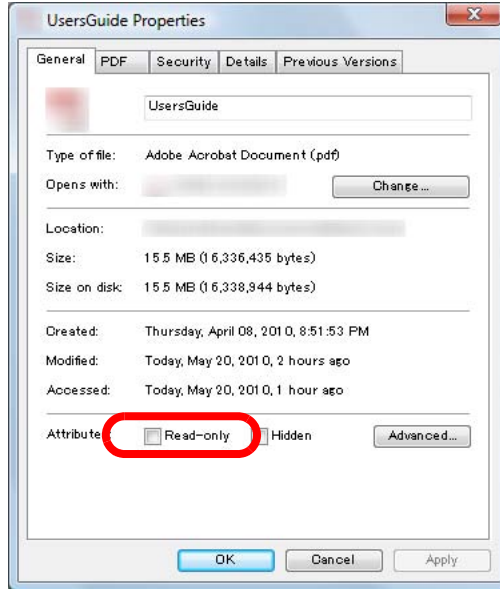 UsersGuide Properties
General PDF Security Details Previous Versions
UsersGuide
Type of file: Adobe Acrobat Document (pdf)
Opens with: Change...
Location:
Size: 15.5 MB (16,336,435 bytes)
Size on disk: 15.5 MB (16,338,944 bytes)
Created: Thursday, April 08, 2010, 8:51:53 PM
Modified: Today, May 20, 2010, 2 hours ago
Accessed: Today, May 20, 2010, 1 hour ago
Attribute Read-only Hidden Advanced...
OK Cancel Apply